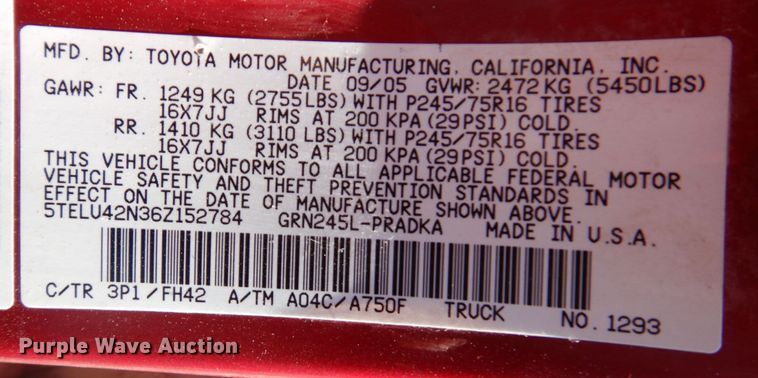 MFD. BY: TOYOTA MOTOR MANUFACTURING, CALIFORNIA, INC.
DATE 09/05 GVWR: 2472 KG (5450LBS)
GAWR: FR. 1249 KG (2755LBS) WITH P245/75R16 TIRES
16X7JJ RIMS AT 200 KPA (29PSI) COLD.
RR. 1410 KG (3110 LBS) WITH P245/75R16 TIRES
16X7JJ RIMS AT 200 KPA (29 PSI) COLD.
THIS VEHICLE CONFORMS TO ALL APPLICABLE FEDERAL MOTOR
VEHICLE SAFETY AND THEFT PREVENTION STANDARDS IN
EFFECT ON THE DATE OF MANUFACTURE SHOWN ABOVE.
5TELU42N36Z152784 GRN245L-PRADKA MADE IN U.S.A.
C/TR 3P1/FH42 A/TM A04C/A750F TRUCK NO. 1293
Purple Wave Auction